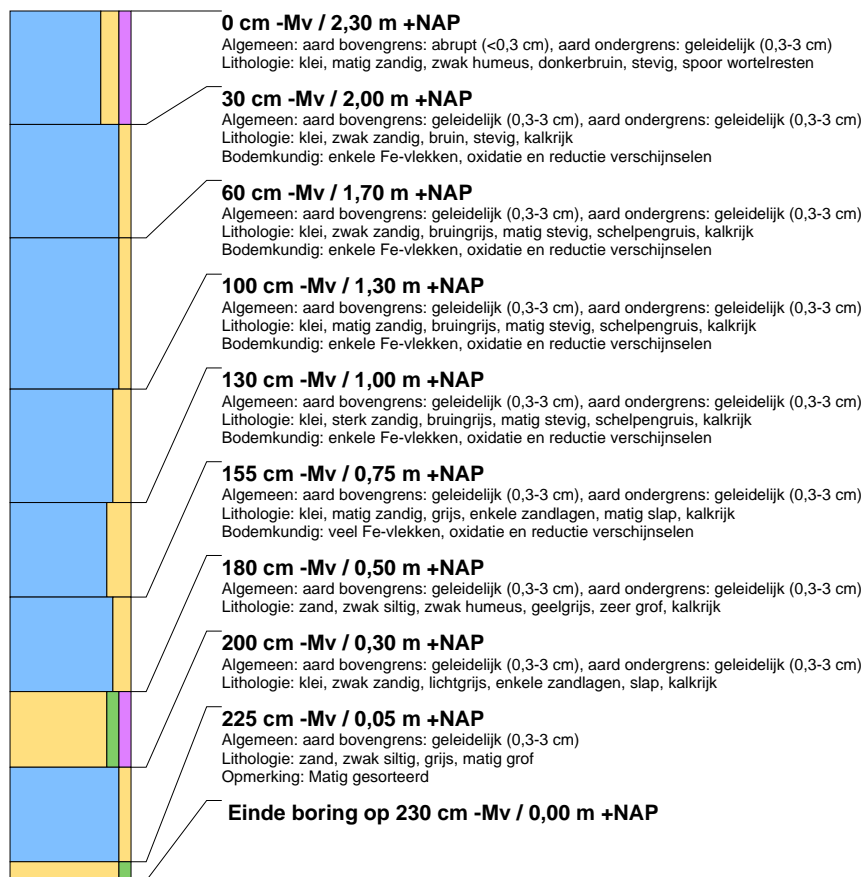 0 cm -Mv / 2,30 m +NAP
Algemeen: aard bovengrens: abrupt (<0,3 cm), aard ondergrens: geleidelijk (0,3-3 cm)
Lithologie: klei, matig zandig, zwak humeus, donkerbruin, stevig, spoor wortelresten
30 cm -Mv / 2,00 m +NAP
Algemeen: aard bovengrens: geleidelijk (0,3-3 cm), aard ondergrens: geleidelijk (0,3-3 cm)
Lithologie: klei, zwak zandig, bruin, stevig, kalkrijk
Bodemkundig: enkele Fe-vlekken, oxidatie en reductie verschijnselen
60 cm -Mv / 1,70 m +NAP
Algemeen: aard bovengrens: geleidelijk (0,3-3 cm), aard ondergrens: geleidelijk (0,3-3 cm)
Lithologie: klei, zwak zandig, bruingrijs, matig stevig, schelpengruis, kalkrijk
Bodemkundig: enkele Fe-vlekken, oxidatie en reductie verschijnselen
100 cm -Mv / 1,30 m +NAP
Algemeen: aard bovengrens: geleidelijk (0,3-3 cm), aard ondergrens: geleidelijk (0,3-3 cm)
Lithologie: klei, matig zandig, bruingrijs, matig stevig, schelpengruis, kalkrijk
Bodemkundig: enkele Fe-vlekken, oxidatie en reductie verschijnselen
130 cm -Mv / 1,00 m +NAP
Algemeen: aard bovengrens: geleidelijk (0,3-3 cm), aard ondergrens: geleidelijk (0,3-3 cm)
Lithologie: klei, sterk zandig, bruingrijs, matig stevig, schelpengruis, kalkrijk
Bodemkundig: enkele Fe-vlekken, oxidatie en reductie verschijnselen
155 cm -Mv / 0,75 m +NAP
Algemeen: aard bovengrens: geleidelijk (0,3-3 cm), aard ondergrens: geleidelijk (0,3-3 cm)
Lithologie: klei, matig zandig, grijs, enkele zandlagen, matig slap, kalkrijk
Bodemkundig: veel Fe-vlekken, oxidatie en reductie verschijnselen
180 cm -Mv / 0,50 m +NAP
Algemeen: aard bovengrens: geleidelijk (0,3-3 cm), aard ondergrens: geleidelijk (0,3-3 cm)
Lithologie: zand, zwak siltig, zwak humeus, geelgrijs, zeer grof, kalkrijk
200 cm -Mv / 0,30 m +NAP
Algemeen: aard bovengrens: geleidelijk (0,3-3 cm), aard ondergrens: geleidelijk (0,3-3 cm)
Lithologie: klei, zwak zandig, lichtgrijs, enkele zandlagen, slap, kalkrijk
225 cm -Mv / 0,05 m +NAP
Algemeen: aard bovengrens: geleidelijk (0,3-3 cm)
Lithologie: zand, zwak siltig, grijs, matig grof
Opmerking: Matig gesorteerd
Einde boring op 230 cm -Mv / 0,00 m +NAP